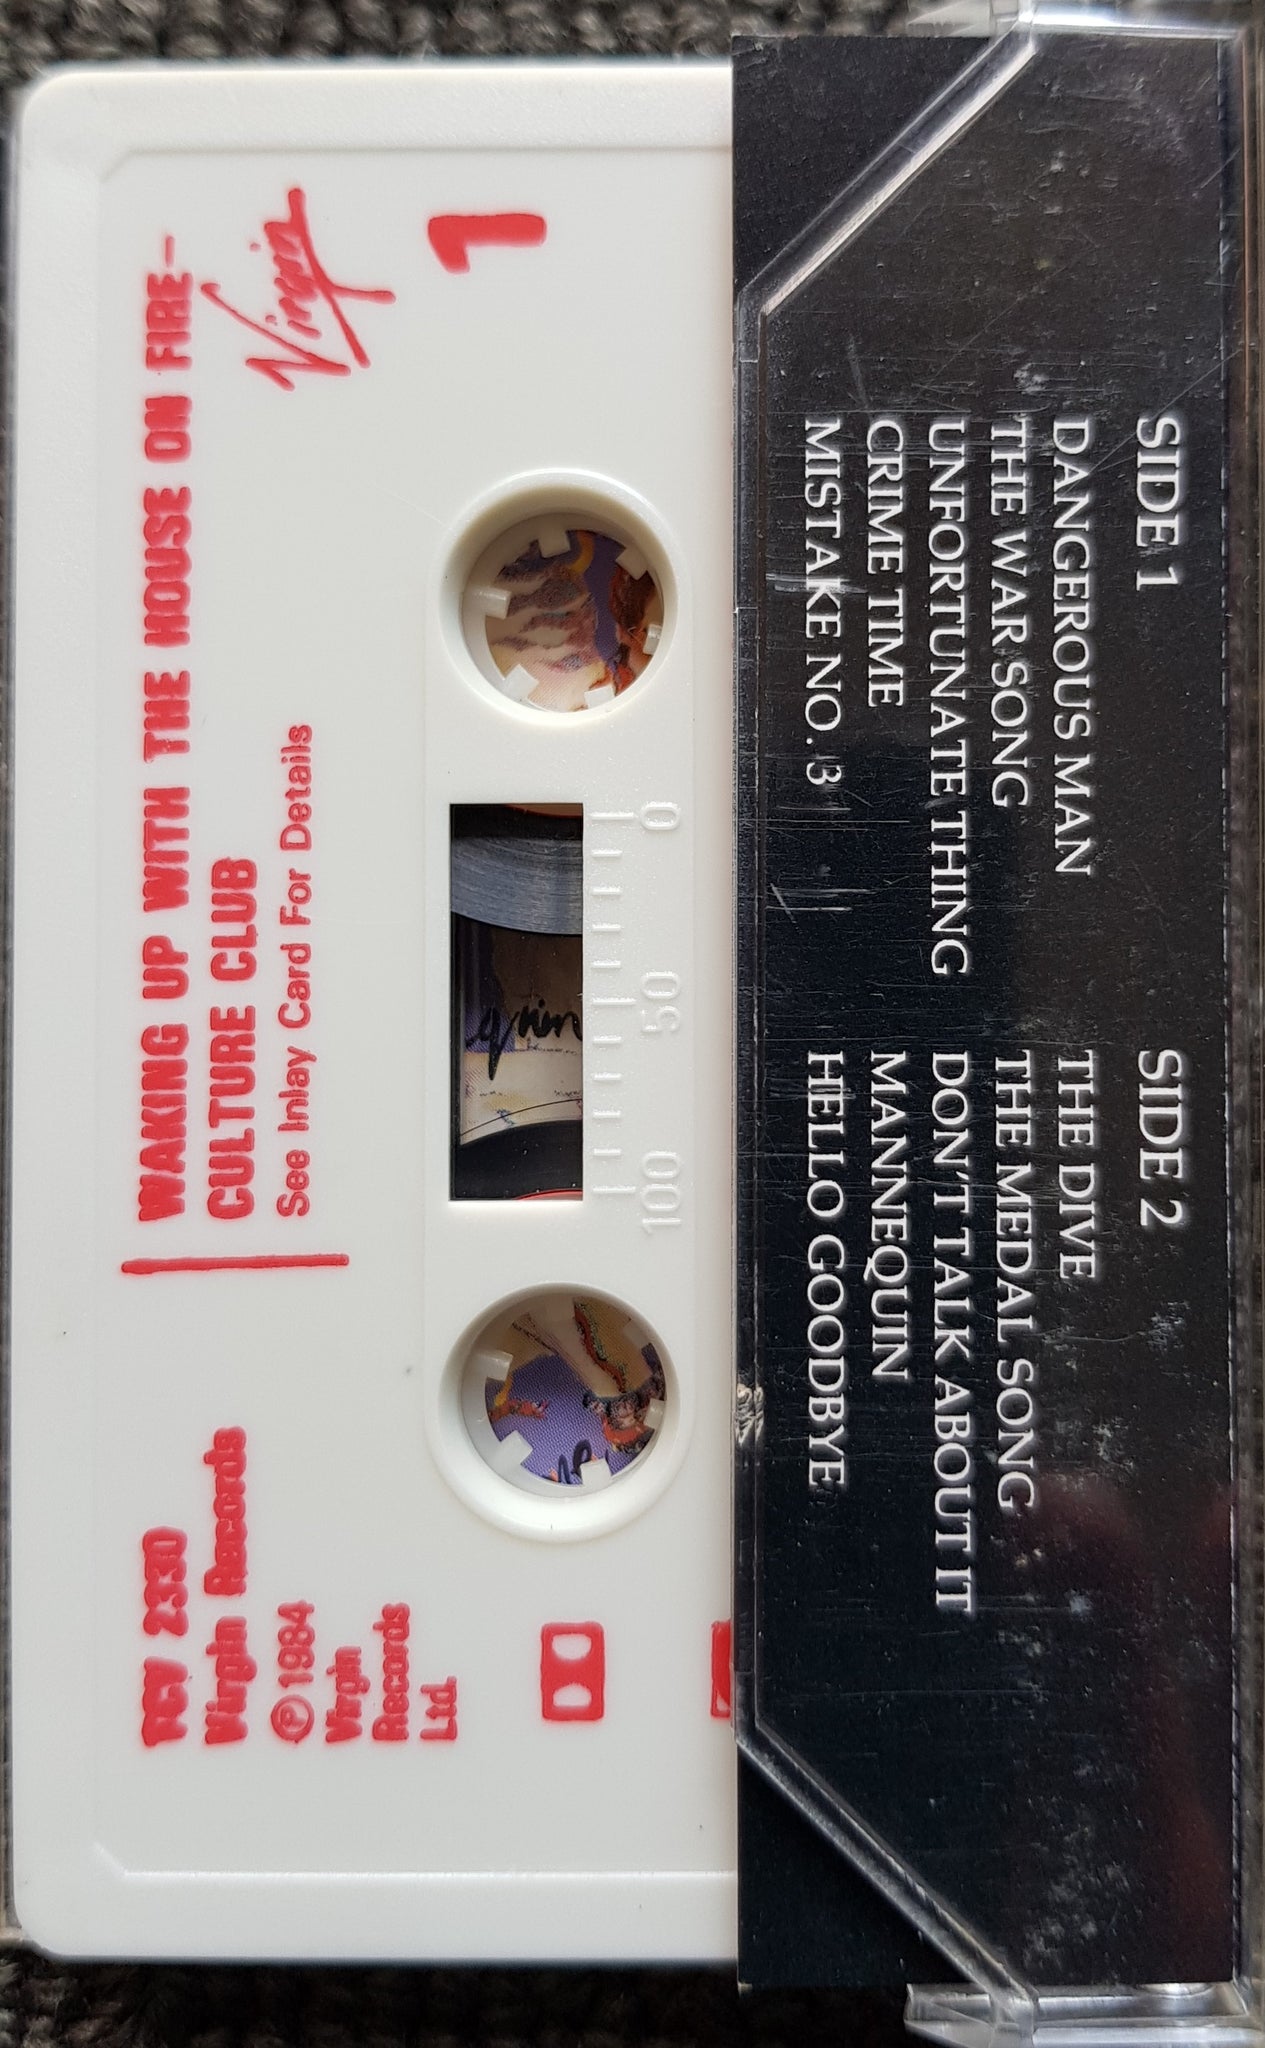 SIDE 1
DANGEROUS MAN
THE WAR SONG
UNFORTUNATE THING
CRIME TIME
MISTAKE NO. 3
SIDE 2
THE DIVE
THE MEDAL SONG
DON'T TALK ABOUT IT
MANNEQUIN
HELLO GOODBYE
1
Virgin
WAKING UP WITH THE HOUSE ON FIRE–
CULTURE CLUB
See Inlay Card For Details
0
50
100
TCV 2330
Virgin Records
℗1984
Virgin
Records
Ltd.